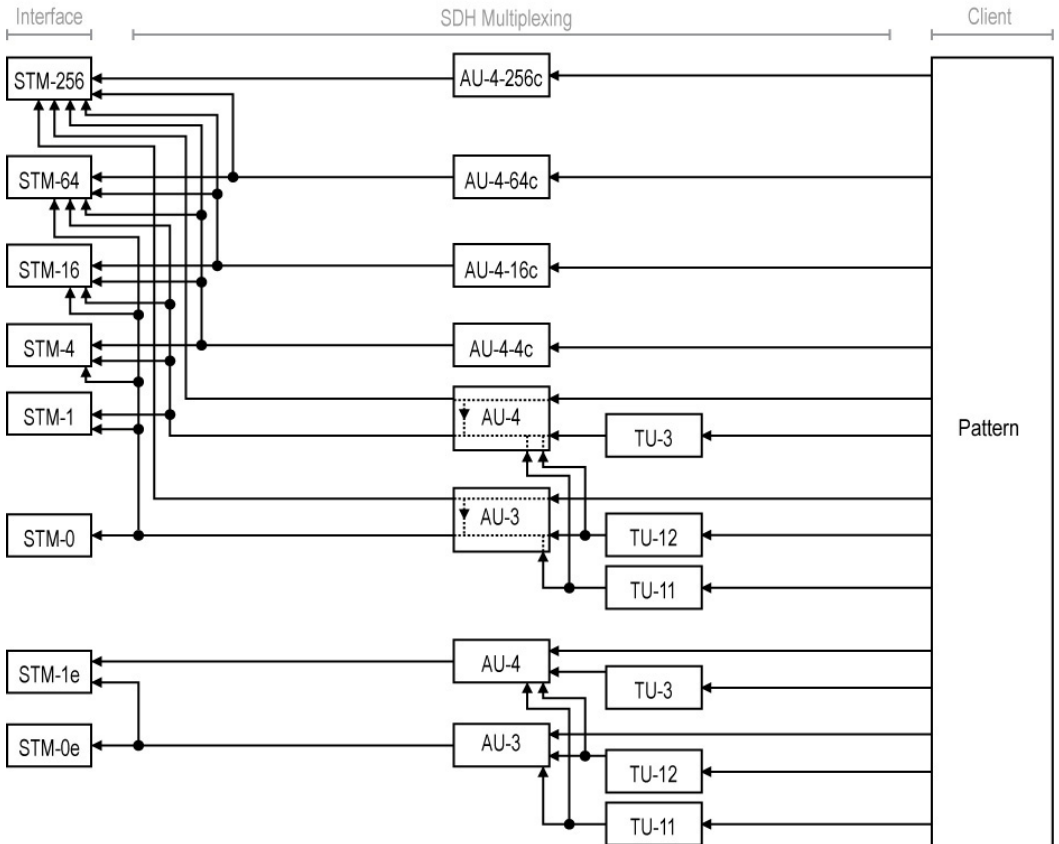 Interface SDH Multiplexing Client
STM-256 AU-4-256c
STM-64 AU-4-64c
STM-16 AU-4-16c
STM-4 AU-4-4c
STM-1 AU-4 TU-3 Pattern
STM-0 AU-3 TU-12
TU-11
STM-1e AU-4 TU-3
STM-0e AU-3 TU-12
TU-11